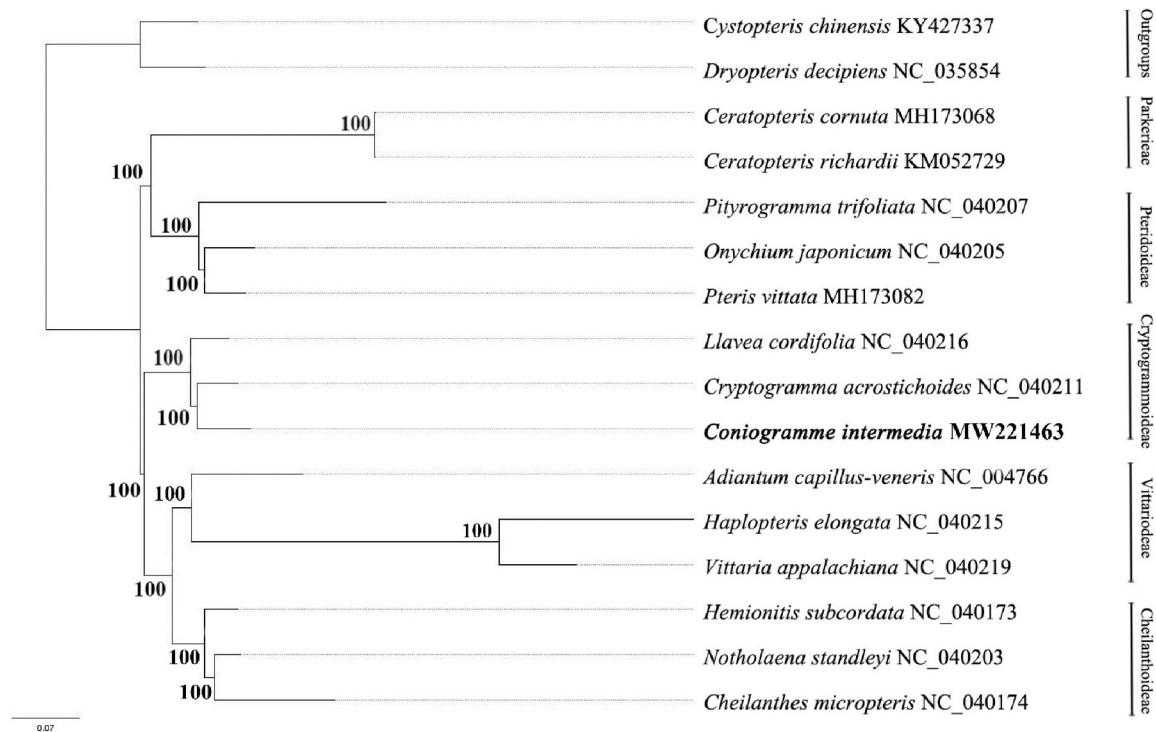 Cystopteris chinensis KY427337
Dryopteris decipiens NC_035854
Outgroups
100
Ceratopteris cornuta MH173068
Ceratopteris richardii KM052729
Parkerieae
100
100
Pityrogramma trifoliata NC_040207
Onychium japonicum NC_040205
100
Pteris vittata MH173082
Pteridoideae
Llavea cordifolia NC_040216
100
Cryptogramma acrostichoides NC_040211
100
Coniogramme intermedia MW221463
Cryptogrammoideae
Adiantum capillus-veneris NC_004766
100
100
Haplopteris elongata NC_040215
100
Vittaria appalachiana NC_040219
Vittariodeae
100
Hemionitis subcordata NC_040173
100
Notholaena standleyi NC_040203
100
Cheilanthes micropteris NC_040174
Cheilanthoideae
0.07